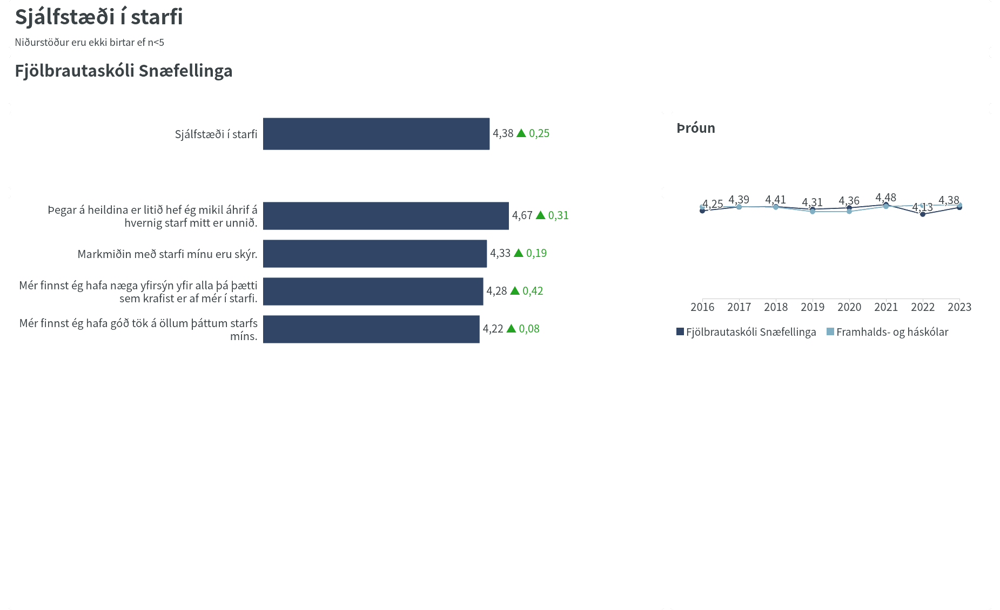 Sjálfstæði í starfi
Niðurstöður eru ekki birtar ef n<5
Fjölbrautaskóli Snæfellinga
Sjálfstæði í starfi
4,38 ▲ 0,25
Þegar á heildina er litið hef ég mikil áhrif á
hvernig starf mitt er unnið.
4,67 ▲ 0,31
Markmiðin með starfi mínu eru skýr.
4,33 ▲ 0,19
Mér finnst ég hafa næga yfirsýn yfir alla þá þætti
sem krafist er af mér í starfi.
4,28 ▲ 0,42
Mér finnst ég hafa góð tök á öllum þáttum starfs
míns.
4,22 ▲ 0,08
Þróun
4,25 4,39 4,41 4,31 4,36 4,48 4,13 4,38
2016 2017 2018 2019 2020 2021 2022 2023
Fjölbrautaskóli Snæfellinga Framhalds- og háskólar